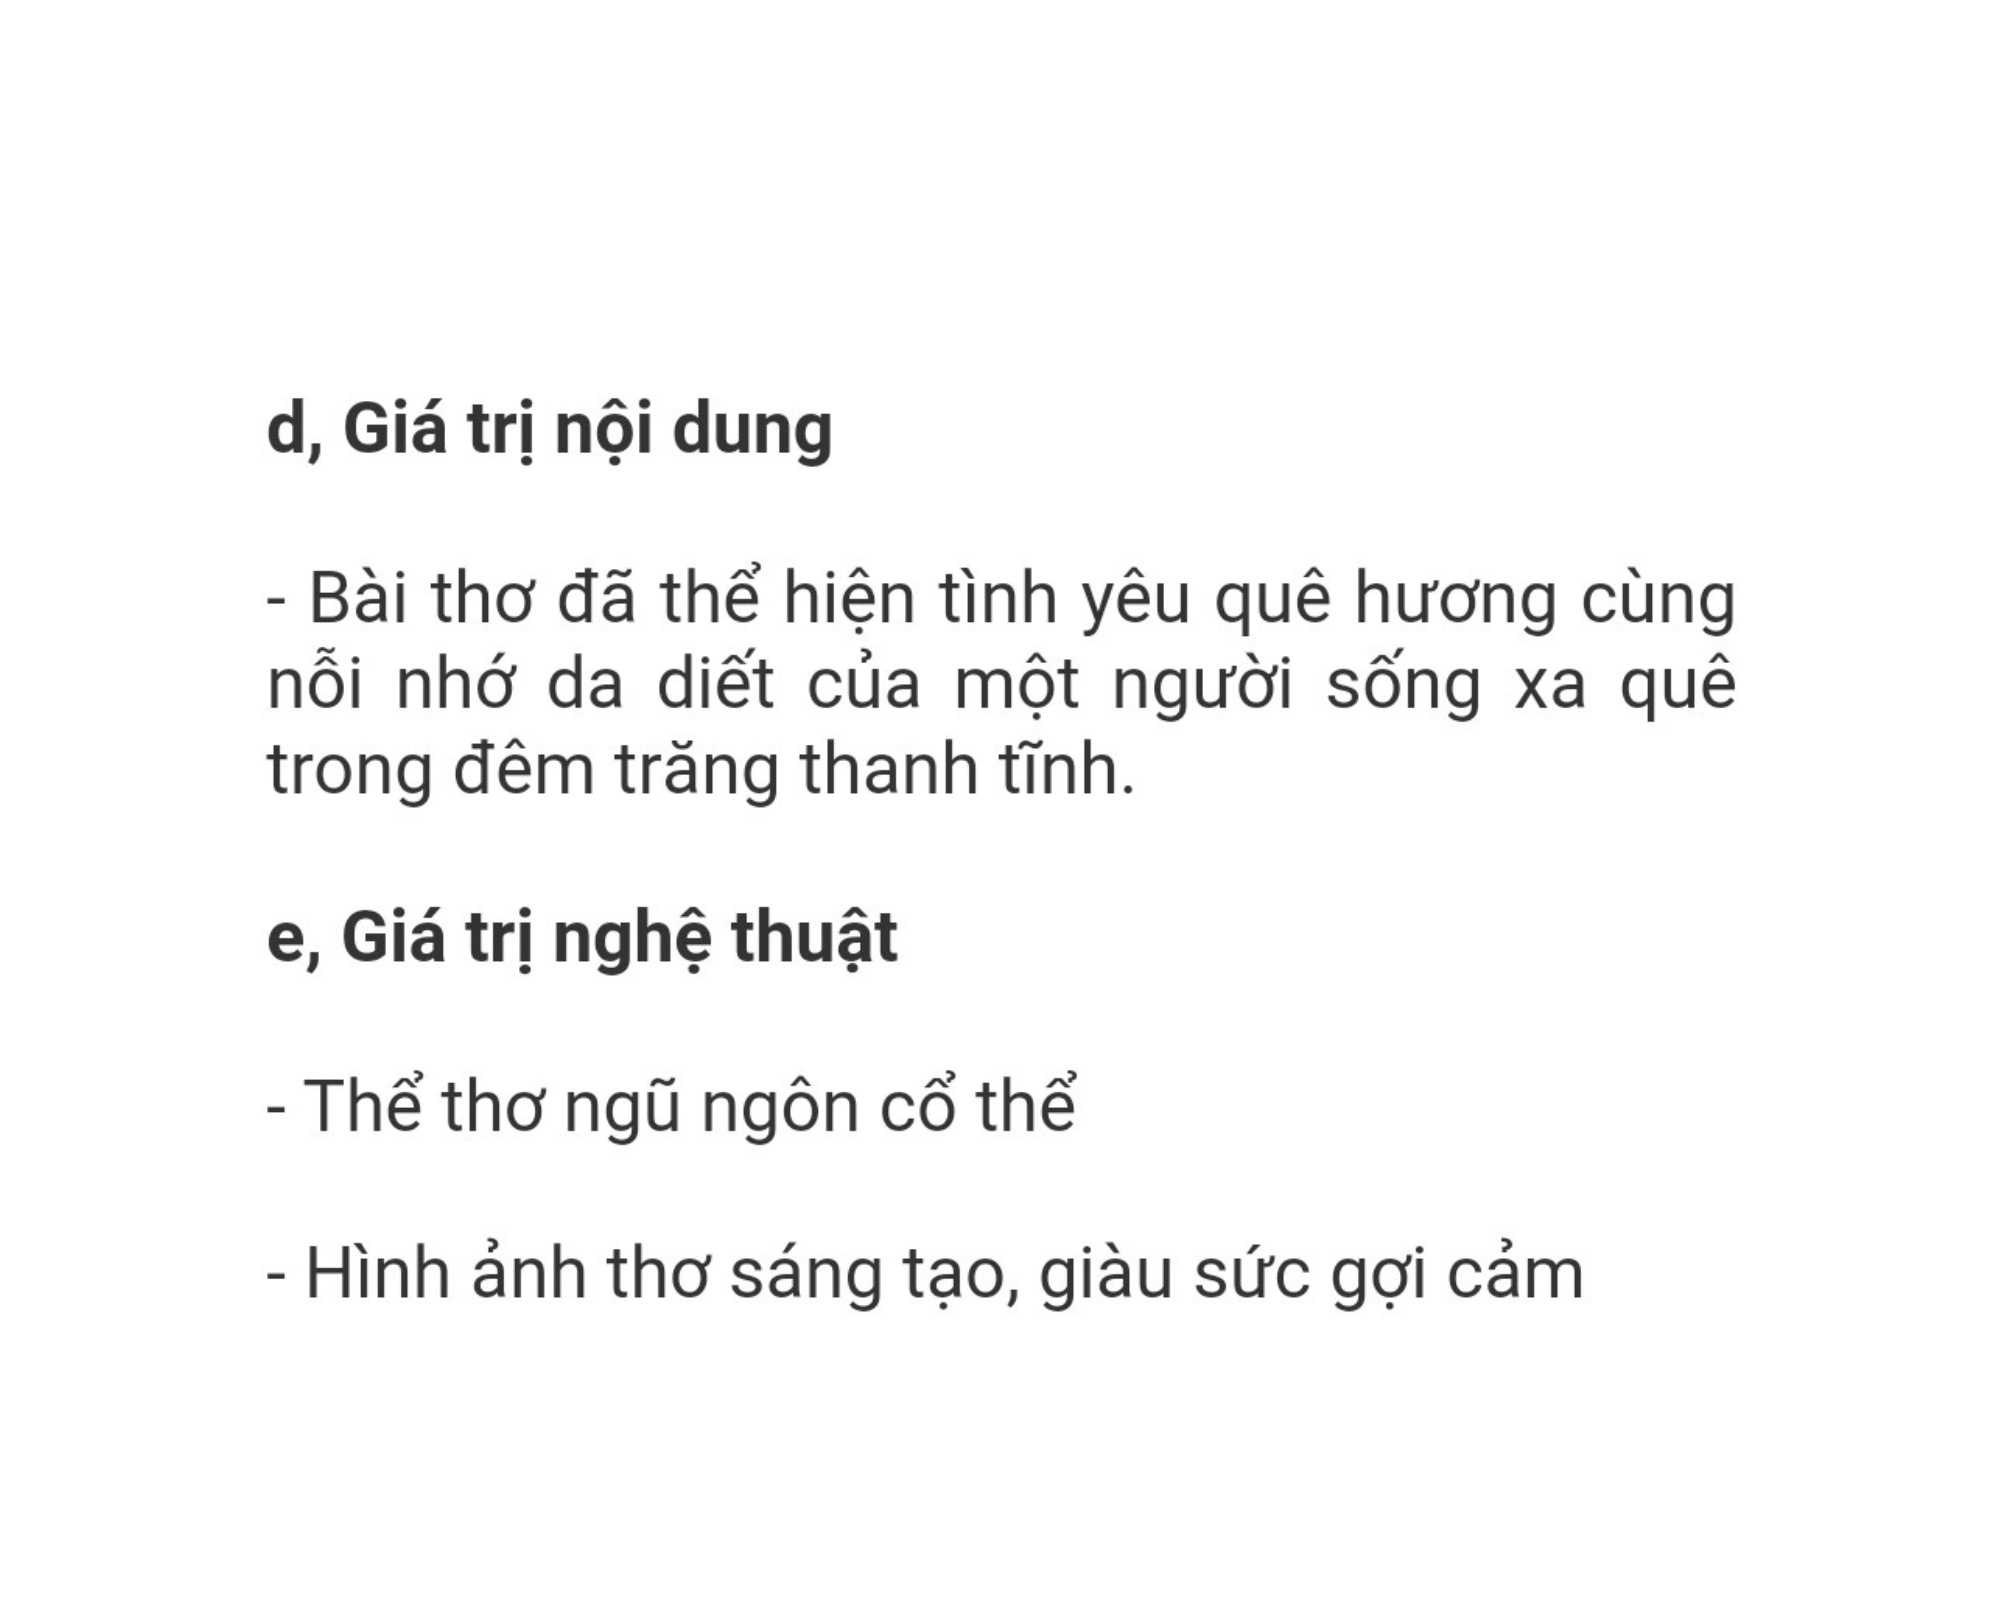 d, Giá trị nội dung
- Bài thơ đã thể hiện tình yêu quê hương cùng
nỗi nhớ da diết của một người sống xa quê
trong đêm trăng thanh tĩnh.
e, Giá trị nghệ thuật
- Thể thơ ngũ ngôn cổ thể
- Hình ảnh thơ sáng tạo, giàu sức gợi cảm